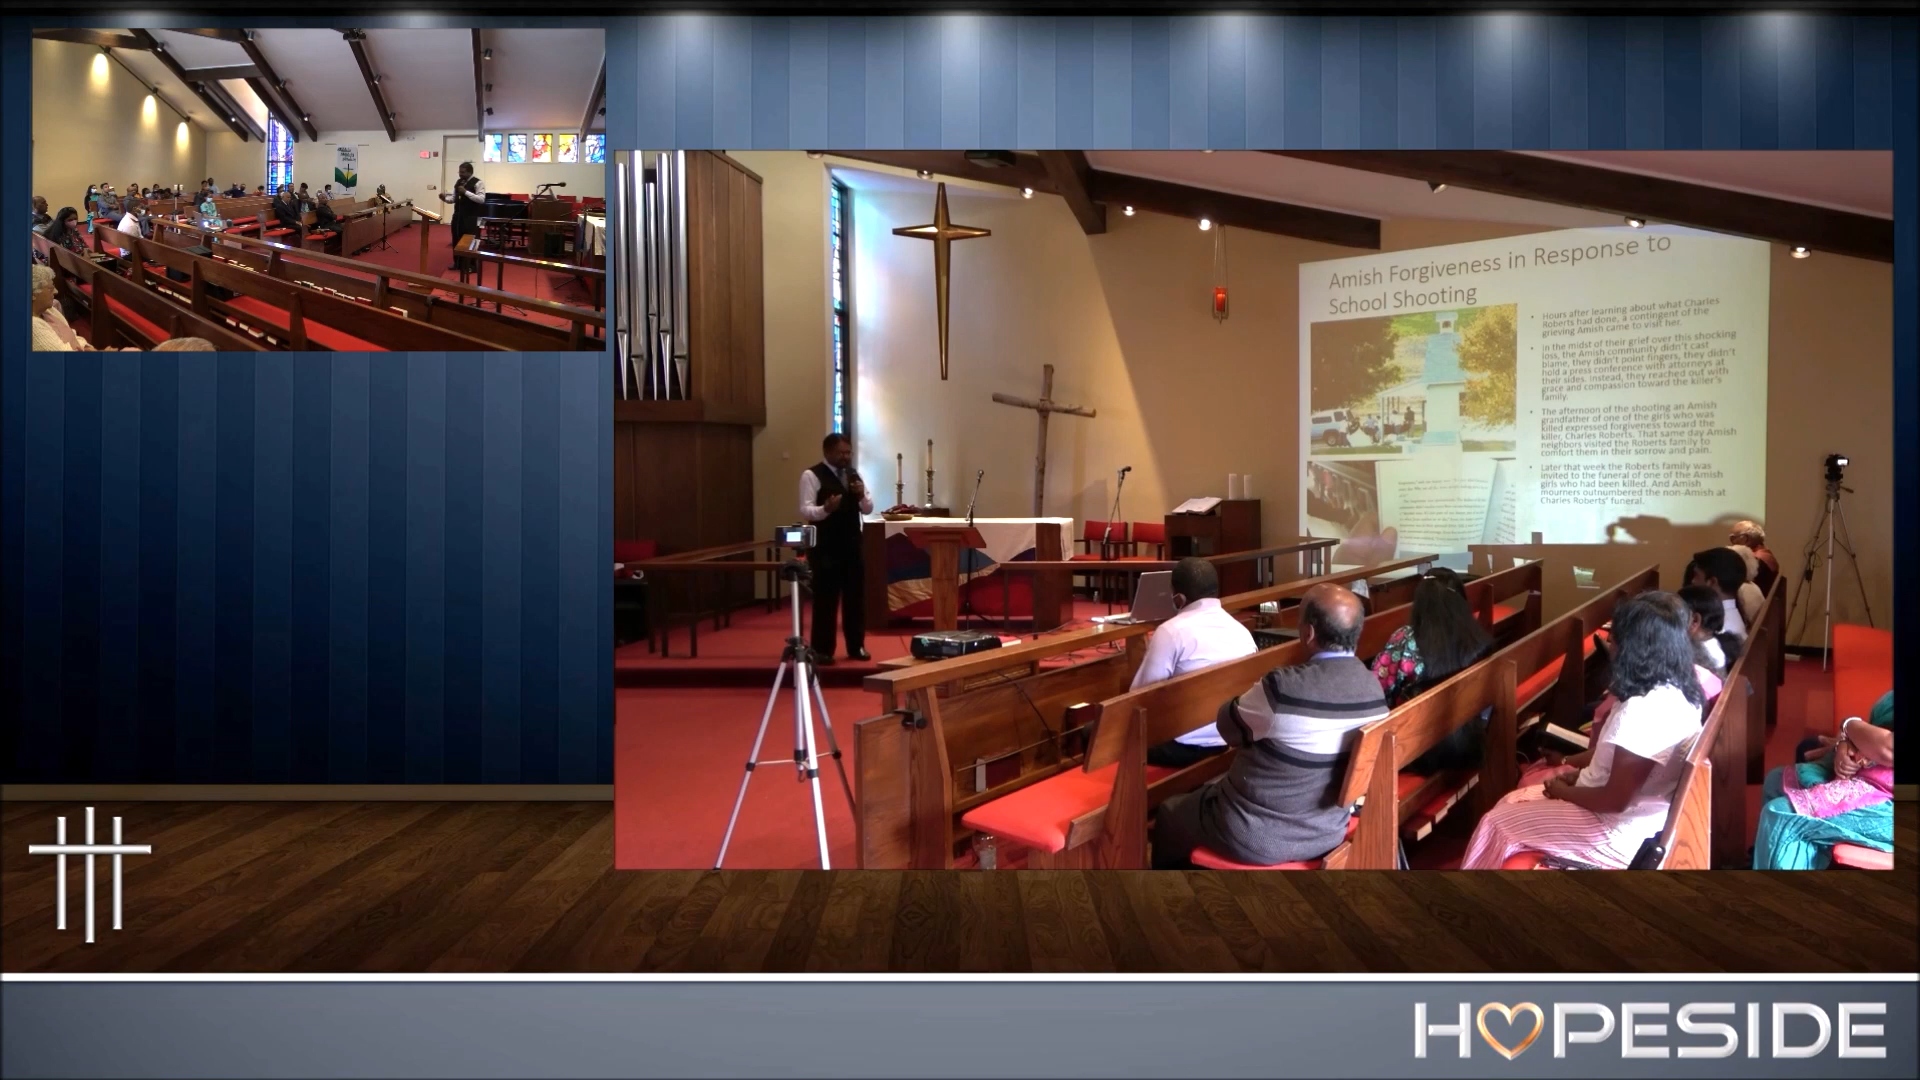 Amish Forgiveness in Response to
School Shooting
• Hours after learning about what Charles
Roberts had done, a contingent of the
grieving Amish came to visit her.
• In the midst of their grief over this shocking
loss, the Amish community didn't cast
blame, they didn't point fingers, they didn't
hold a press conference with attorneys at
their sides. Instead, they reached out with
grace and compassion toward the killer's
family.
• The afternoon of the shooting an Amish
grandfather of one of the girls who was
killed expressed forgiveness toward the
killer, Charles Roberts. That same day Amish
neighbors visited the Roberts family to
comfort them in their sorrow and pain.
• Later that week the Roberts family was
invited to the funeral of one of the Amish
girls who had been killed. And Amish
mourners outnumbered the non-Amish at
Charles Roberts' funeral.
HOPESIDE